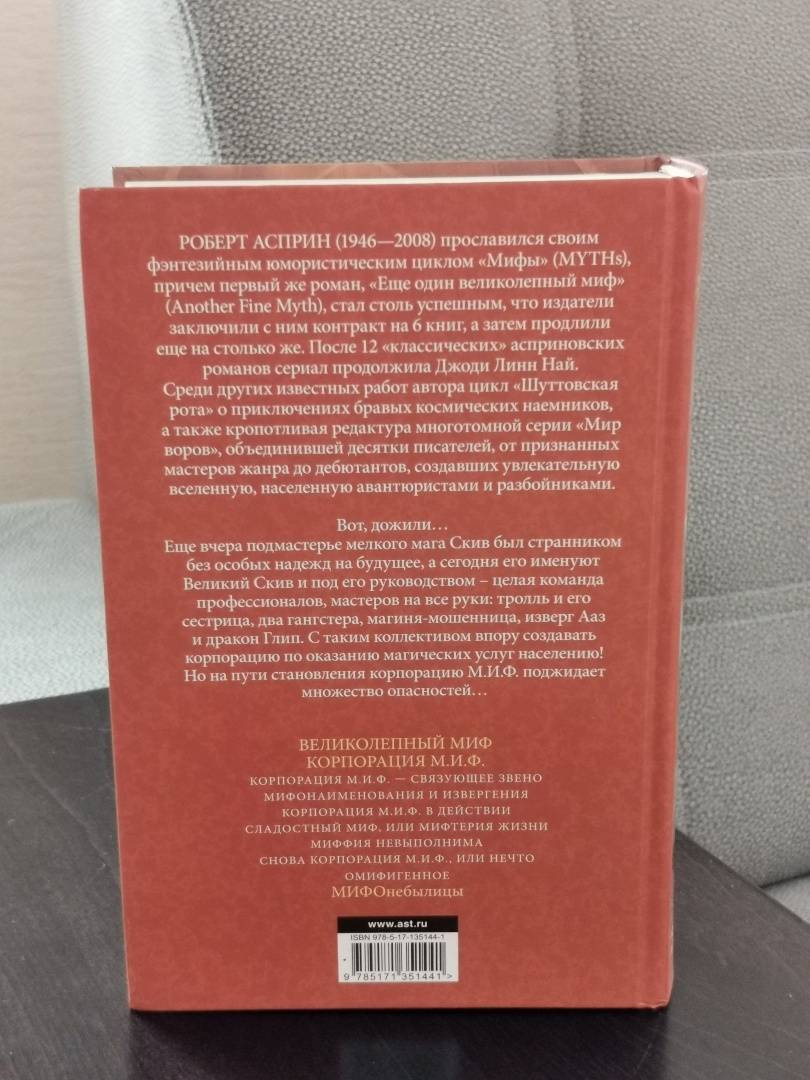 РОБЕРТ АСПРИН (1946—2008) прославился своим
фэнтезийным юмористическим циклом «Мифы» (MYTHs),
причем первый же роман, «Еще один великолепный миф»
(Another Fine Myth), стал столь успешным, что издатели
заключили с ним контракт на 6 книг, а затем продлили
еще на столько же. После 12 «классических» асприновских
романов сериал продолжила Джоди Линн Най.
Среди других известных работ автора цикл «Шуттовская
рота» о приключениях бравых космических наемников,
а также кропотливая редактура многотомной серии «Мир
воров», объединившей десятки писателей, от признанных
мастеров жанра до дебютантов, создавших увлекательную
вселенную, населенную авантюристами и разбойниками.
Вот, дожили…
Еще вчера подмастерье мелкого мага Скив был странником
без особых надежд на будущее, а сегодня его именуют
Великий Скив и под его руководством – целая команда
профессионалов, мастеров на все руки: тролль и его
сестрица, два гангстера, магиня-мошенница, изверг Ааз
и дракон Глип. С таким коллективом впору создавать
корпорацию по оказанию магических услуг населению!
Но на пути становления корпорацию М.И.Ф. поджидает
множество опасностей…
ВЕЛИКОЛЕПНЫЙ МИФ
КОРПОРАЦИЯ М.И.Ф.
КОРПОРАЦИЯ М.И.Ф. — СВЯЗУЮЩЕЕ ЗВЕНО
МИФОНАИМЕНОВАНИЯ И ИЗВЕРГЕНИЯ
КОРПОРАЦИЯ М.И.Ф. В ДЕЙСТВИИ
СЛАДОСТНЫЙ МИФ, ИЛИ МИФТЕРИЯ ЖИЗНИ
МИФФИЯ НЕВЫПОЛНИМА
СНОВА КОРПОРАЦИЯ М.И.Ф., ИЛИ НЕЧТО
ОМИФИГЕННОЕ
МИФОнебылицы
www.ast.ru
ISBN 978-5-17-135144-1
9 785171 351441 >